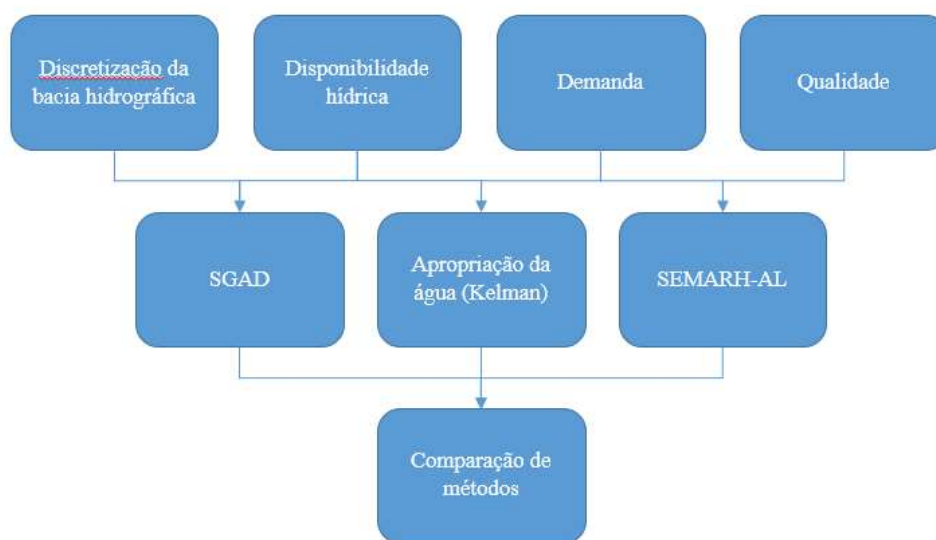 Discretização da
bacia hidrográfica
Disponibilidade
hídrica
Demanda
Qualidade
SGAD
Apropriação da
água (Kelman)
SEMARH-AL
Comparação de
métodos